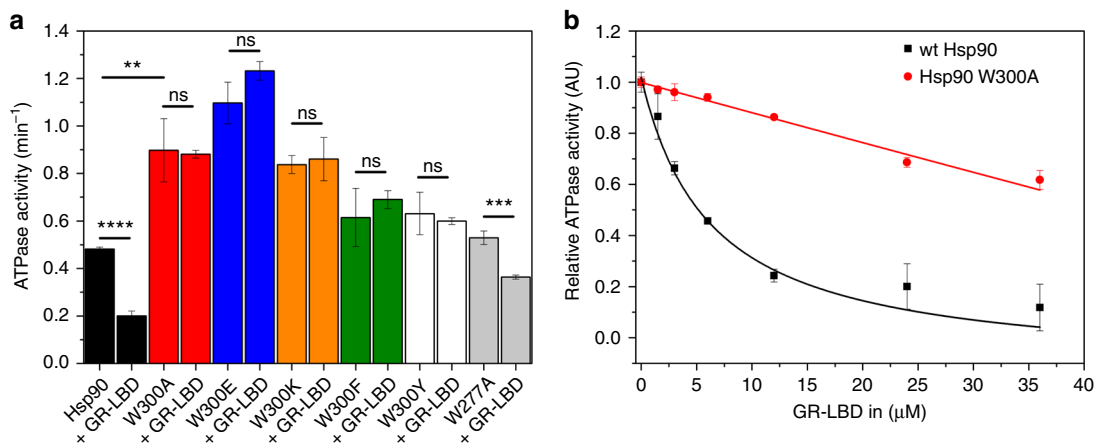 a
ATPase activity (min⁻¹)
1.4
1.2
1.0
0.8
0.6
0.4
0.2
0.0
****
**
ns
ns
ns
ns
ns
***
Hsp90
+ GR-LBD
W300A
+ GR-LBD
W300E
+ GR-LBD
W300K
+ GR-LBD
W300F
+ GR-LBD
W300Y
+ GR-LBD
W277A
+ GR-LBD
b
Relative ATPase activity (AU)
1.2
1.0
0.8
0.6
0.4
0.2
0.0
wt Hsp90
Hsp90 W300A
0 5 10 15 20 25 30 35 40
GR-LBD in (μM)